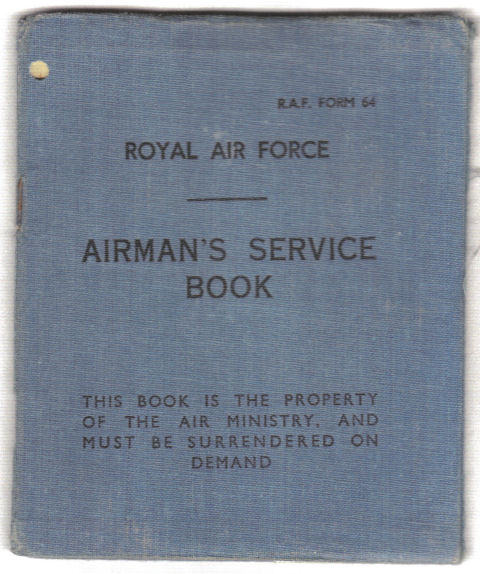 R.A.F. FORM 64
ROYAL AIR FORCE
AIRMAN'S SERVICE
BOOK
THIS BOOK IS THE PROPERTY
OF THE AIR MINISTRY, AND
MUST BE SURRENDERED ON
DEMAND